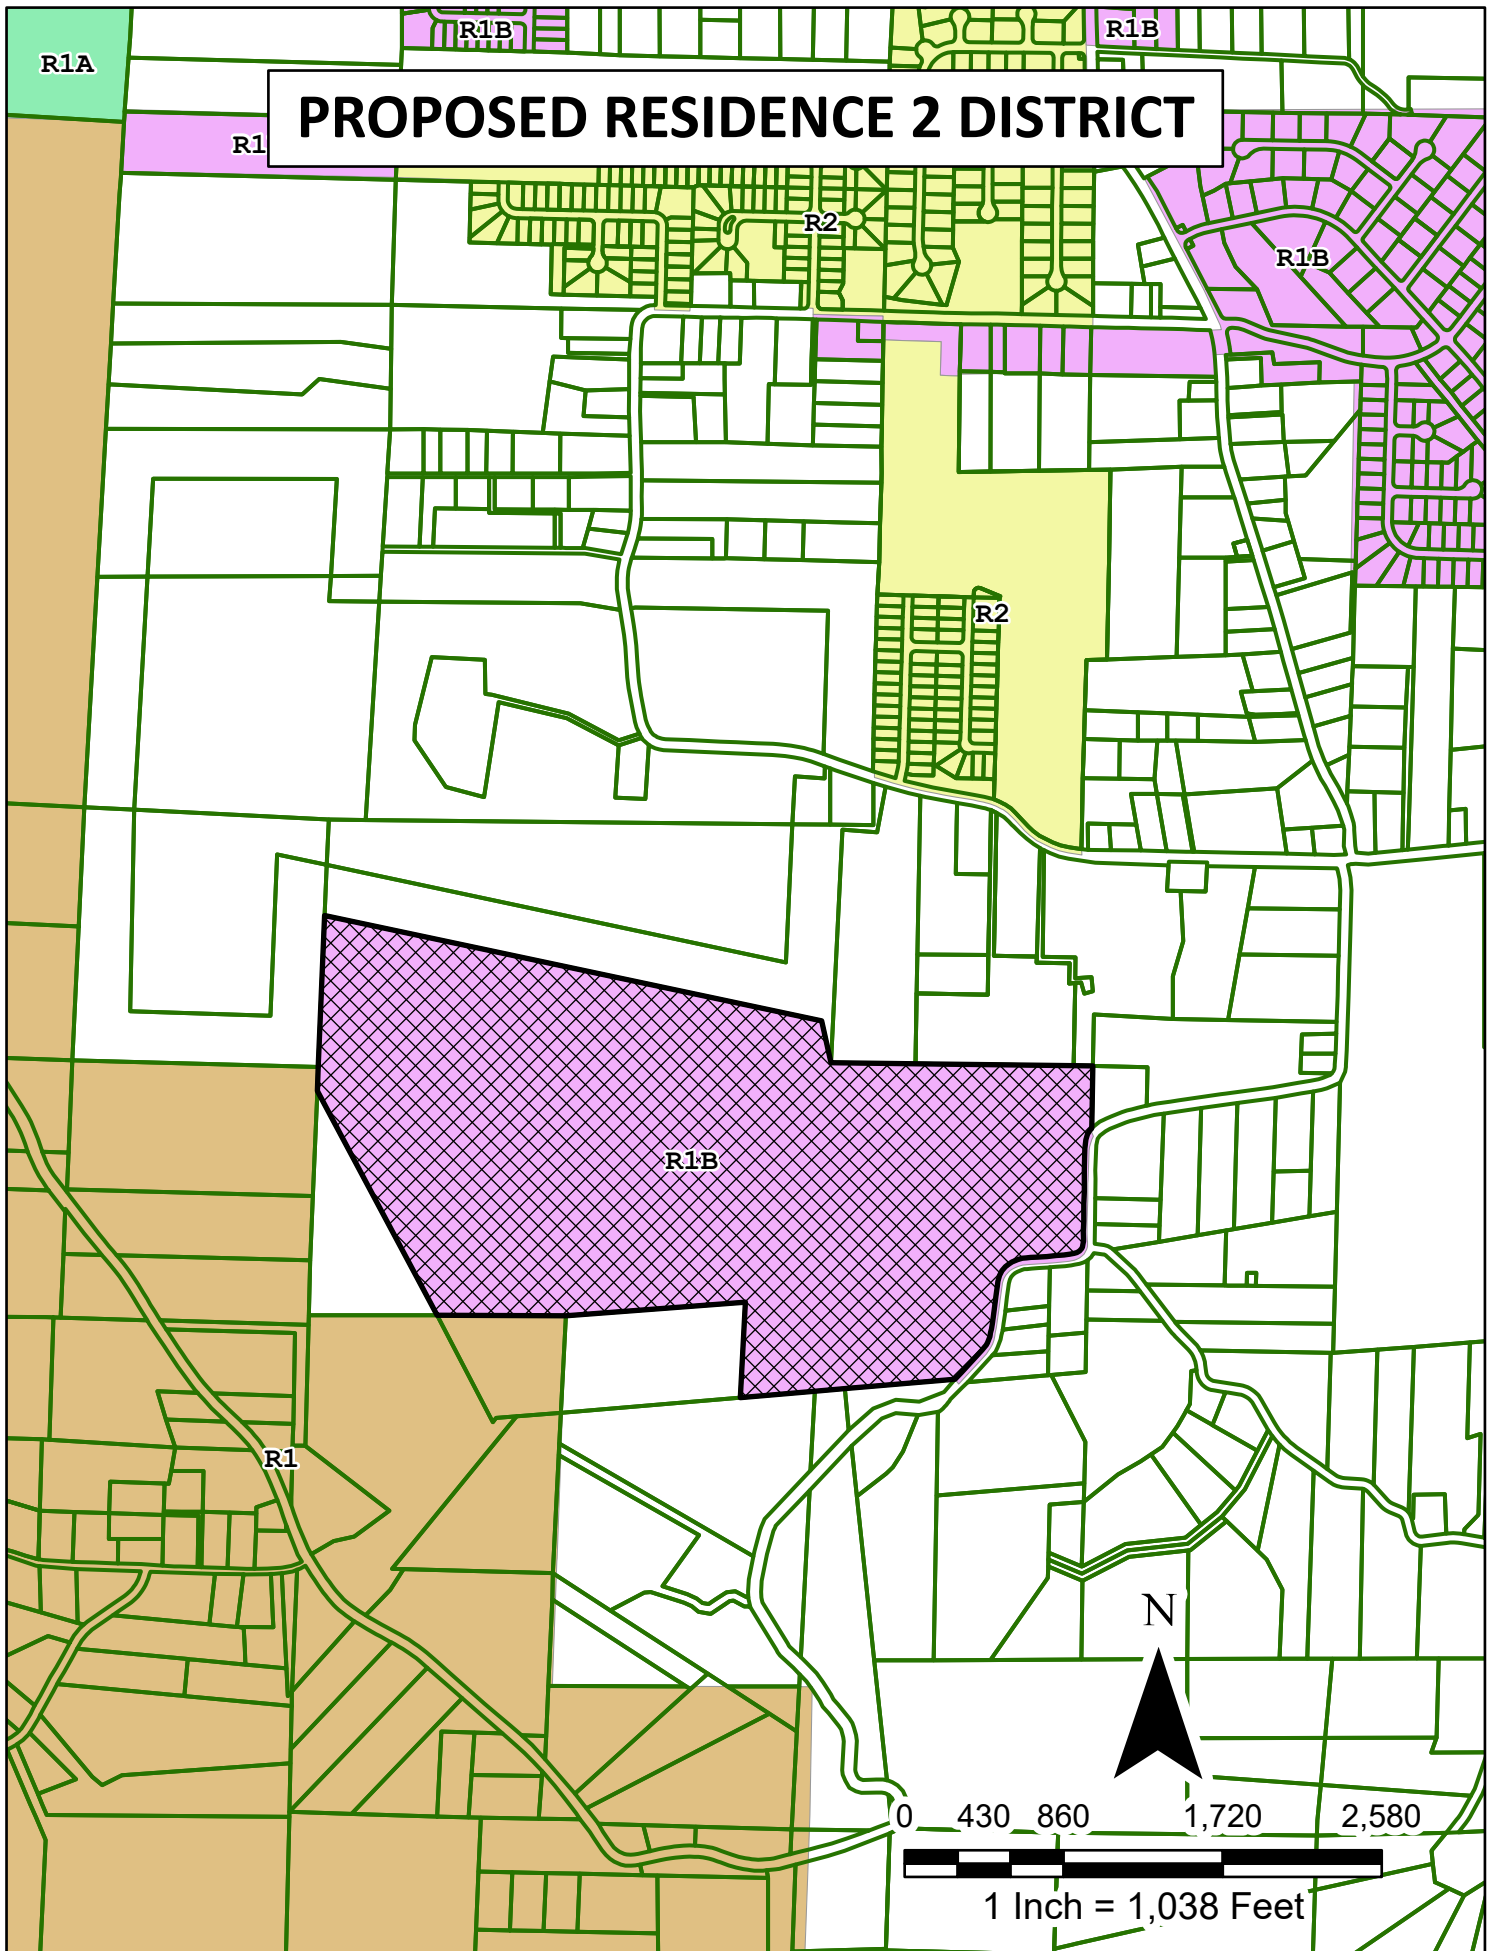 R1B
R1B
R1A
PROPOSED RESIDENCE 2 DISTRICT
R1
R2
R1B
R2
R1B
R1
N
0 430 860 1,720 2,580
1 Inch = 1,038 Feet